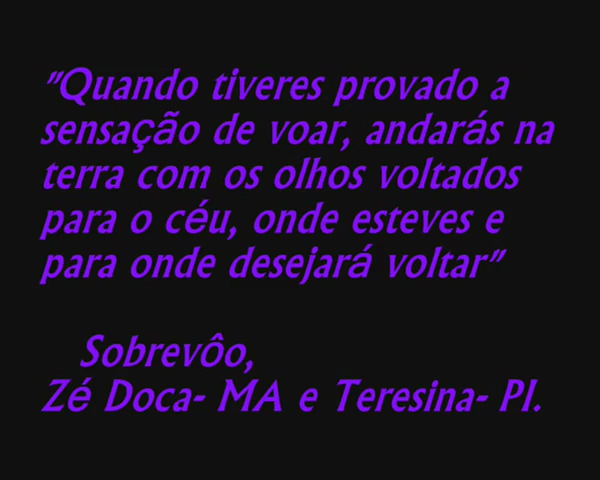 "Quando tiveres provado a
sensação de voar, andarás na
terra com os olhos voltados
para o céu, onde esteves e
para onde desejará voltar"
Sobrevôo,
Zé Doca- MA e Teresina- PI.